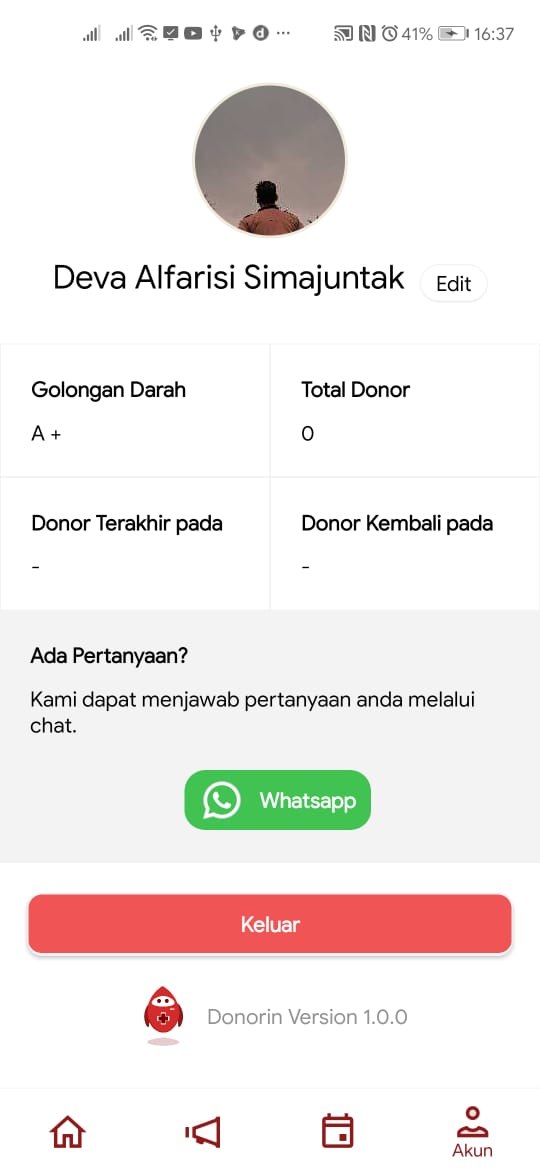 41% 16:37
Deva Alfarisi Simajuntak Edit
Golongan Darah Total Donor
A + 0
Donor Terakhir pada Donor Kembali pada
- -
Ada Pertanyaan?
Kami dapat menjawab pertanyaan anda melalui
chat.
Whatsapp
Keluar
Donorin Version 1.0.0
Akun